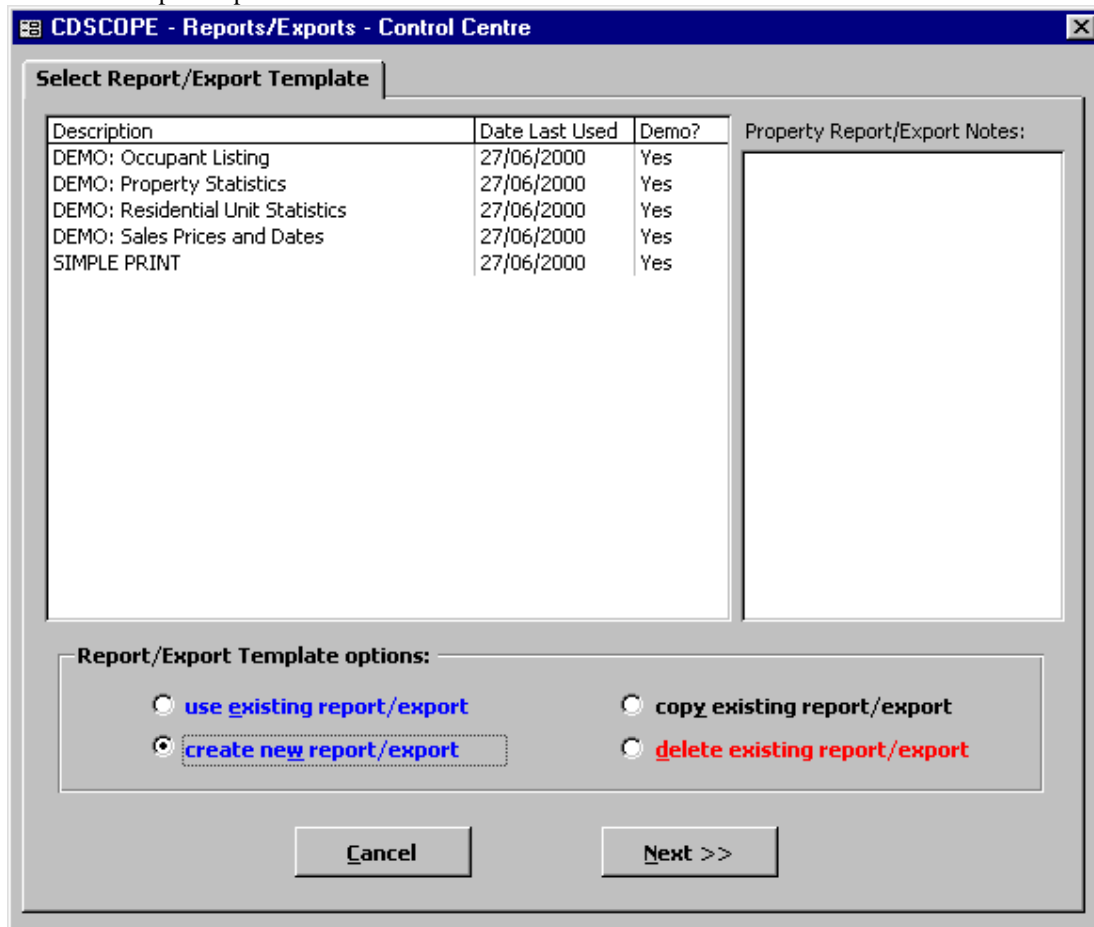 CDSCOPE - Reports/Exports - Control Centre
Select Report/Export Template
Description Date Last Used Demo? Property Report/Export Notes:
DEMO: Occupant Listing 27/06/2000 Yes
DEMO: Property Statistics 27/06/2000 Yes
DEMO: Residential Unit Statistics 27/06/2000 Yes
DEMO: Sales Prices and Dates 27/06/2000 Yes
SIMPLE PRINT 27/06/2000 Yes
Report/Export Template options:
use existing report/export copy existing report/export
create new report/export delete existing report/export
Cancel Next >>